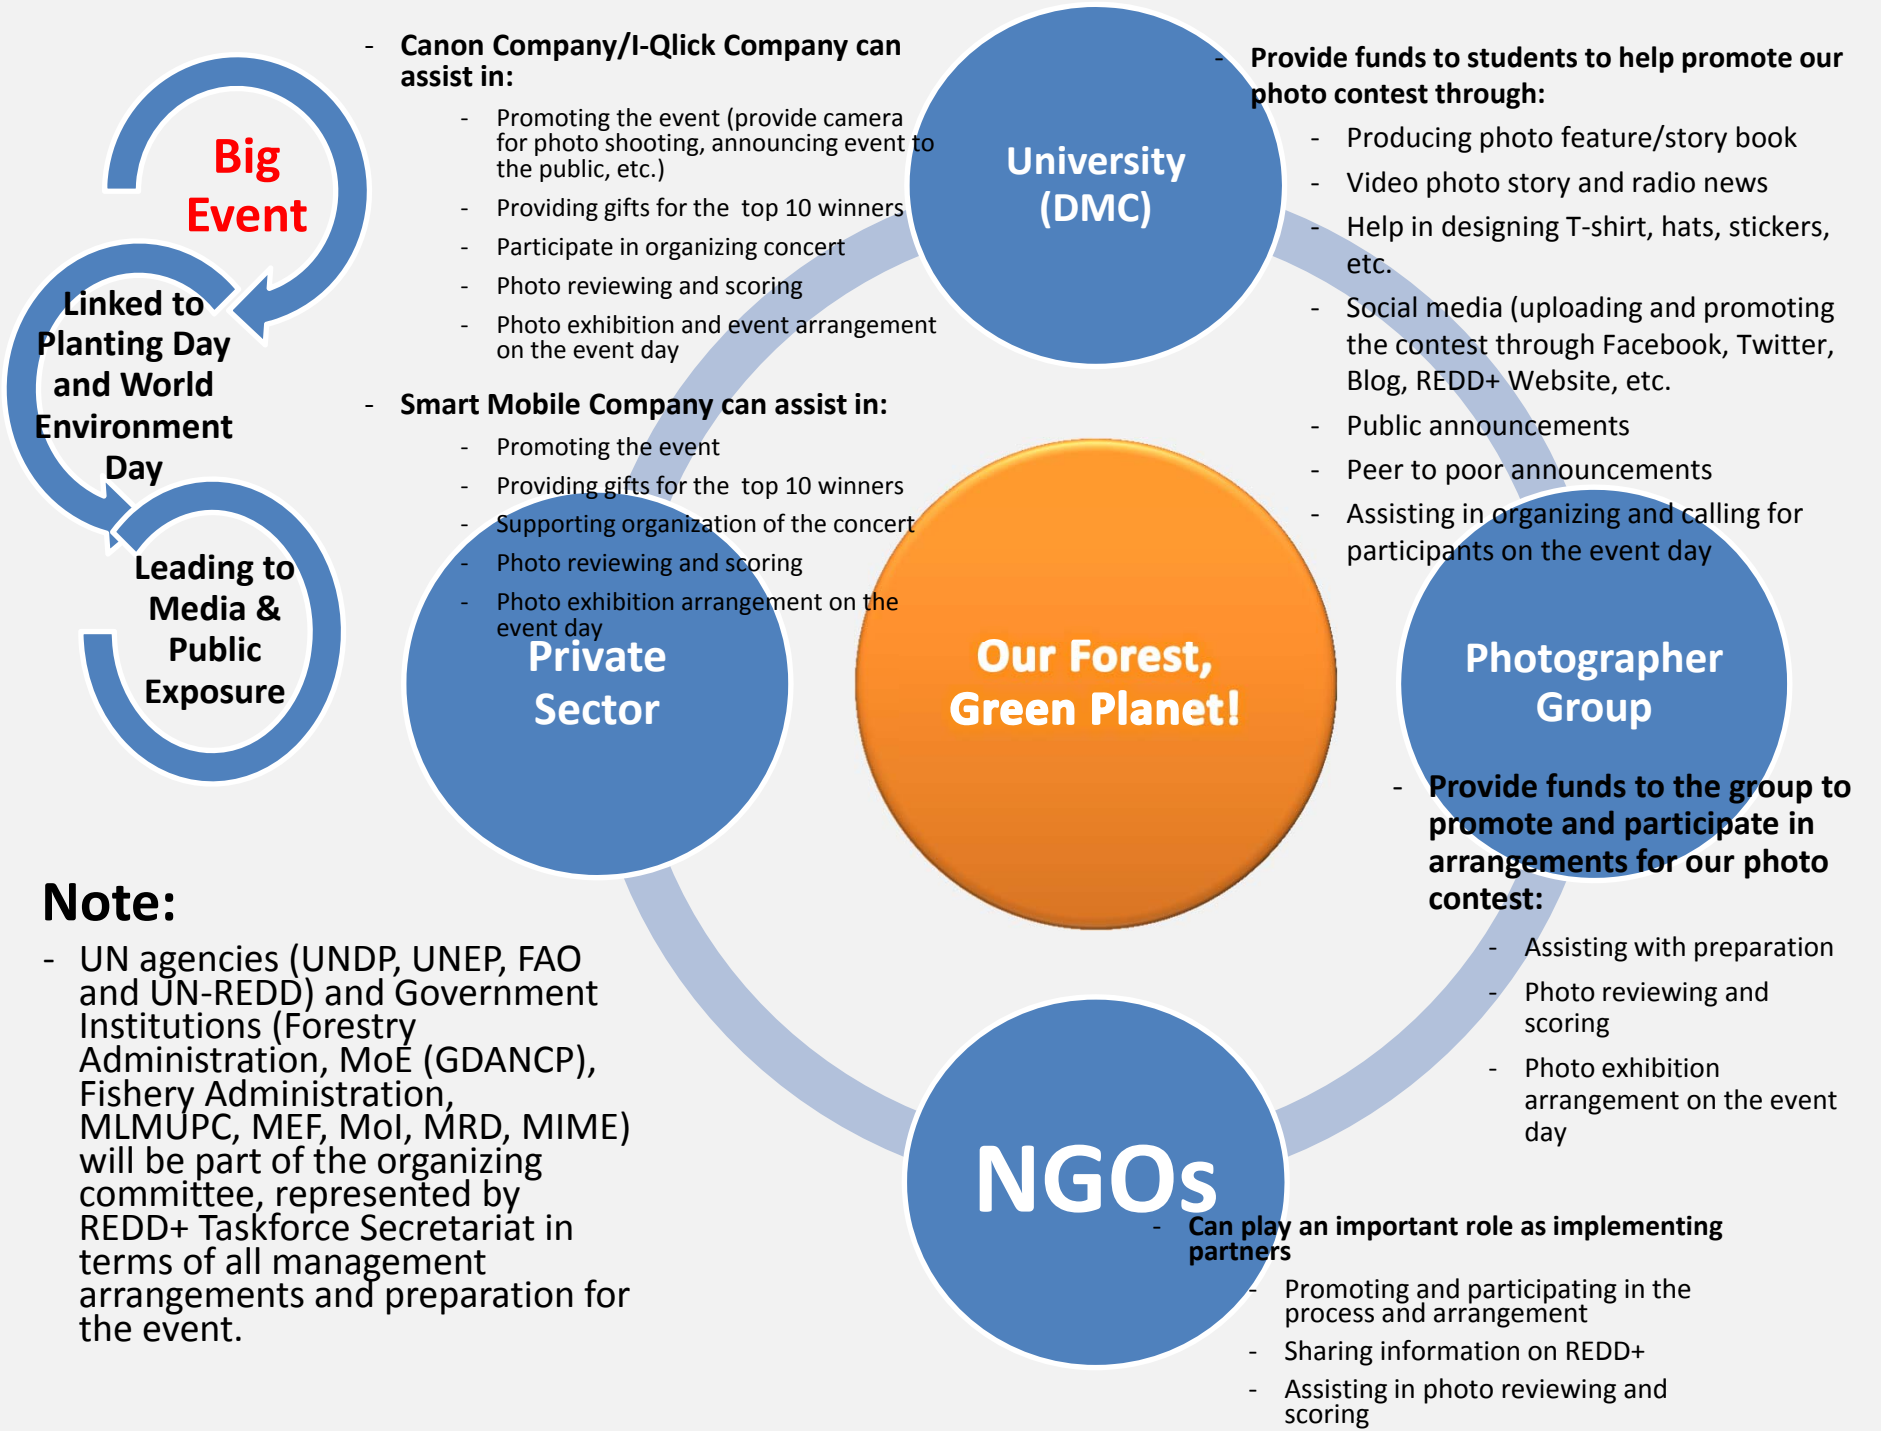 Big
Event
Linked to
Planting Day
and World
Environment
Day
Leading to
Media &
Public
Exposure
- Canon Company/I-Qlick Company can
assist in:
- Promoting the event (provide camera
for photo shooting, announcing event to
the public, etc.)
- Providing gifts for the top 10 winners
- Participate in organizing concert
- Photo reviewing and scoring
- Photo exhibition and event arrangement
on the event day
- Smart Mobile Company can assist in:
- Promoting the event
- Providing gifts for the top 10 winners
- Supporting organization of the concert
- Photo reviewing and scoring
- Photo exhibition arrangement on the
event day
Private
Sector
University
(DMC)
- Provide funds to students to help promote our
photo contest through:
- Producing photo feature/story book
- Video photo story and radio news
- Help in designing T-shirt, hats, stickers,
etc.
- Social media (uploading and promoting
the contest through Facebook, Twitter,
Blog, REDD+ Website, etc.
- Public announcements
- Peer to poor announcements
- Assisting in organizing and calling for
participants on the event day
Our Forest,
Green Planet!
Photographer
Group
- Provide funds to the group to
promote and participate in
arrangements for our photo
contest:
- Assisting with preparation
- Photo reviewing and
scoring
- Photo exhibition
arrangement on the event
day
Note:
- UN agencies (UNDP, UNEP, FAO
and UN-REDD) and Government
Institutions (Forestry
Administration, MoE (GDANCP),
Fishery Administration,
MLMUPC, MEF, MoI, MRD, MIME)
will be part of the organizing
committee, represented by
REDD+ Taskforce Secretariat in
terms of all management
arrangements and preparation for
the event.
NGOs
- Can play an important role as implementing
partners
- Promoting and participating in the
process and arrangement
- Sharing information on REDD+
- Assisting in photo reviewing and
scoring